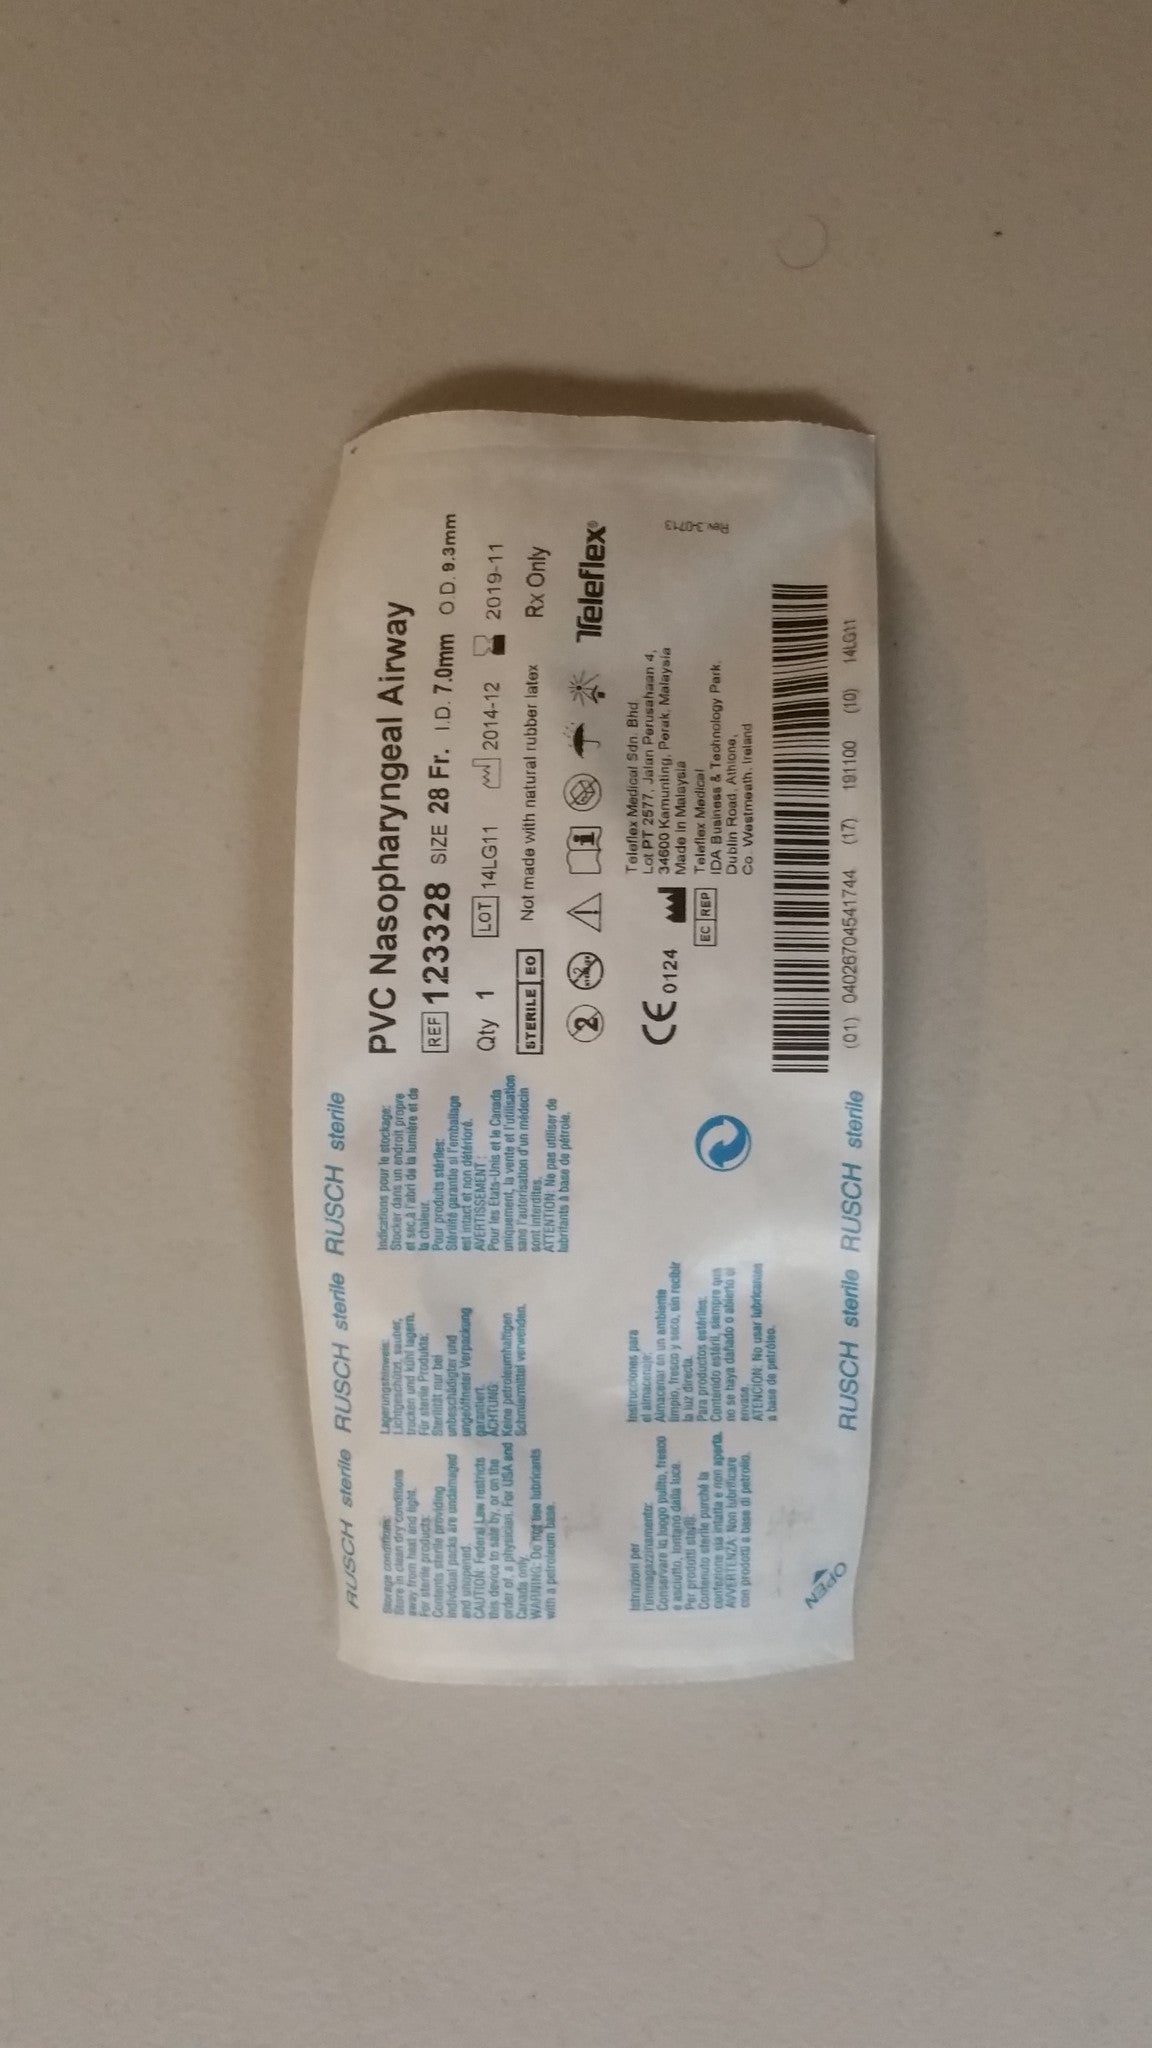 RUSCH sterile RUSCH sterile RUSCH sterile
Storage conditions:
Store in clean dry conditions
away from heat and light.
For sterile products:
Contents sterile providing
individual packs are undamaged
and unopened.
CAUTION: Federal Law restricts
this device to sale by, or on the
order of, a physician. For USA and
Canada only.
WARNING: Do not use lubricants
with a petroleum base.
Lagerungshinweis:
Lichtgeschützt, sauber,
trocken und kühl lagern.
Für sterile Produkte:
Sterilität nur bei
unbeschädigter und
ungeöffneter Verpackung
garantiert.
ACHTUNG:
Keine petroleumhaltigen
Schmiermittel verwenden.
Indications pour le stockage:
Stocker dans un endroit propre
et sec, à l'abri de la lumière et de
la chaleur.
Pour produits stériles:
Stérilité garantie si l'emballage
est intact et non détérioré.
AVERTISSEMENT:
Pour les Etats-Unis et le Canada
uniquement, la vente et l'utilisation
sans l'autorisation d'un médecin
sont interdites.
ATTENTION: Ne pas utiliser de
lubrifiants à base de pétrole.
Istruzioni per
l'immagazzinamento:
Conservare in luogo pulito, fresco
e asciutto, lontano dalla luce.
Per prodotti sterili:
Contenuto sterile purché la
confezione sia intatta e non aperta.
AVVERTENZA: Non lubrificare
con prodotti a base di petrolio.
Instrucciones para
el almacenaje:
Almacenar en un ambiente
limpio, fresco y seco, sin recibir
la luz directa.
Para productos estériles:
Contenido estéril, siempre que
no se haya dañado o abierto el
envase.
ATENCION: No usar lubricantes
a base de petróleo.
OPEN
RUSCH sterile RUSCH sterile
PVC Nasopharyngeal Airway
REF 123328 SIZE 28 Fr. I.D. 7.0mm O.D. 9.3mm
Qty 1 LOT 14LG11 2014-12 2019-11
STERILE EO Not made with natural rubber latex Rx Only
2 Teleflex®
CE 0124
Teleflex Medical Sdn. Bhd
Lot PT 2577, Jalan Perusahaan 4,
34600 Kamunting, Perak, Malaysia
Made in Malaysia
EC REP Teleflex Medical
IDA Business & Technology Park,
Dublin Road, Athlone,
Co. Westmeath, Ireland
Rev. 3-0713
(01) 04026704541744 (17) 191100 (10) 14LG11